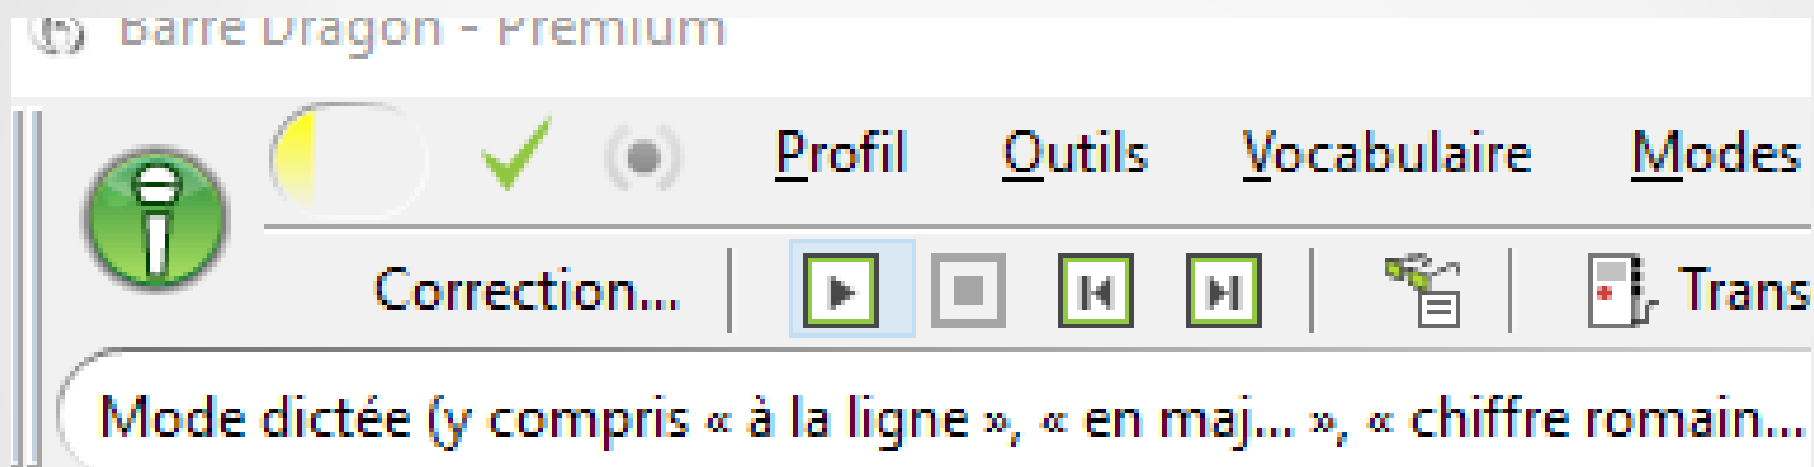 Barre Dragon - Premium
Profil Outils Vocabulaire Modes
Correction... Trans
Mode dictée (y compris « à la ligne », « en maj... », « chiffre romain...